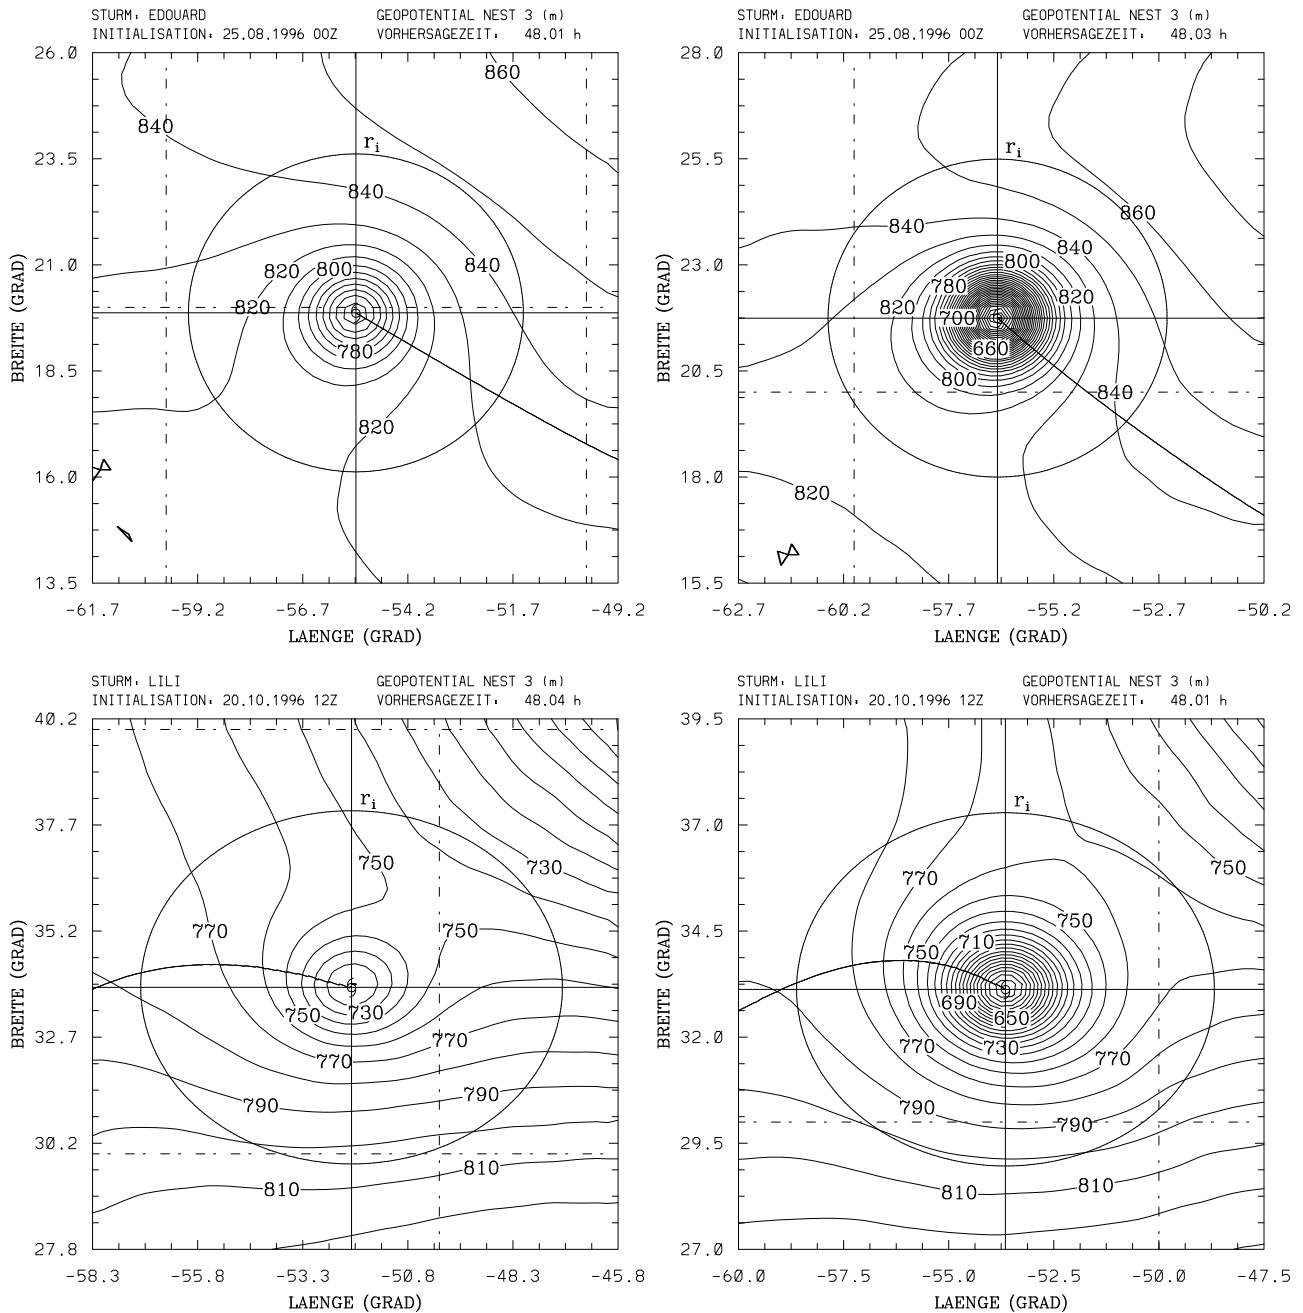 STURM: EDOUARD GEOPOTENTIAL NEST 3 (m)
INITIALISATION: 25.08.1996 00Z VORHERSAGEZEIT: 48.01 h
26.0
23.5
21.0
18.5
16.0
13.5
BREITE (GRAD)
860
840
r_i
840
840
820
800
820
780
820
-61.7 -59.2 -56.7 -54.2 -51.7 -49.2
LAENGE (GRAD)
STURM: EDOUARD GEOPOTENTIAL NEST 3 (m)
INITIALISATION: 25.08.1996 00Z VORHERSAGEZEIT: 48.03 h
28.0
25.5
23.0
20.5
18.0
15.5
BREITE (GRAD)
r_i
860
840
840
800
780
820
820
700
660
800
840
820
-62.7 -60.2 -57.7 -55.2 -52.7 -50.2
LAENGE (GRAD)
STURM: LILI GEOPOTENTIAL NEST 3 (m)
INITIALISATION: 20.10.1996 12Z VORHERSAGEZEIT: 48.04 h
40.2
37.7
35.2
32.7
30.2
27.8
BREITE (GRAD)
r_i
750
730
770
750
750
730
770
770
790
790
810
810
-58.3 -55.8 -53.3 -50.8 -48.3 -45.8
LAENGE (GRAD)
STURM: LILI GEOPOTENTIAL NEST 3 (m)
INITIALISATION: 20.10.1996 12Z VORHERSAGEZEIT: 48.01 h
39.5
37.0
34.5
32.0
29.5
27.0
BREITE (GRAD)
r_i
750
770
750
710
750
690
650
730
770
770
790
790
810
810
-60.0 -57.5 -55.0 -52.5 -50.0 -47.5
LAENGE (GRAD)